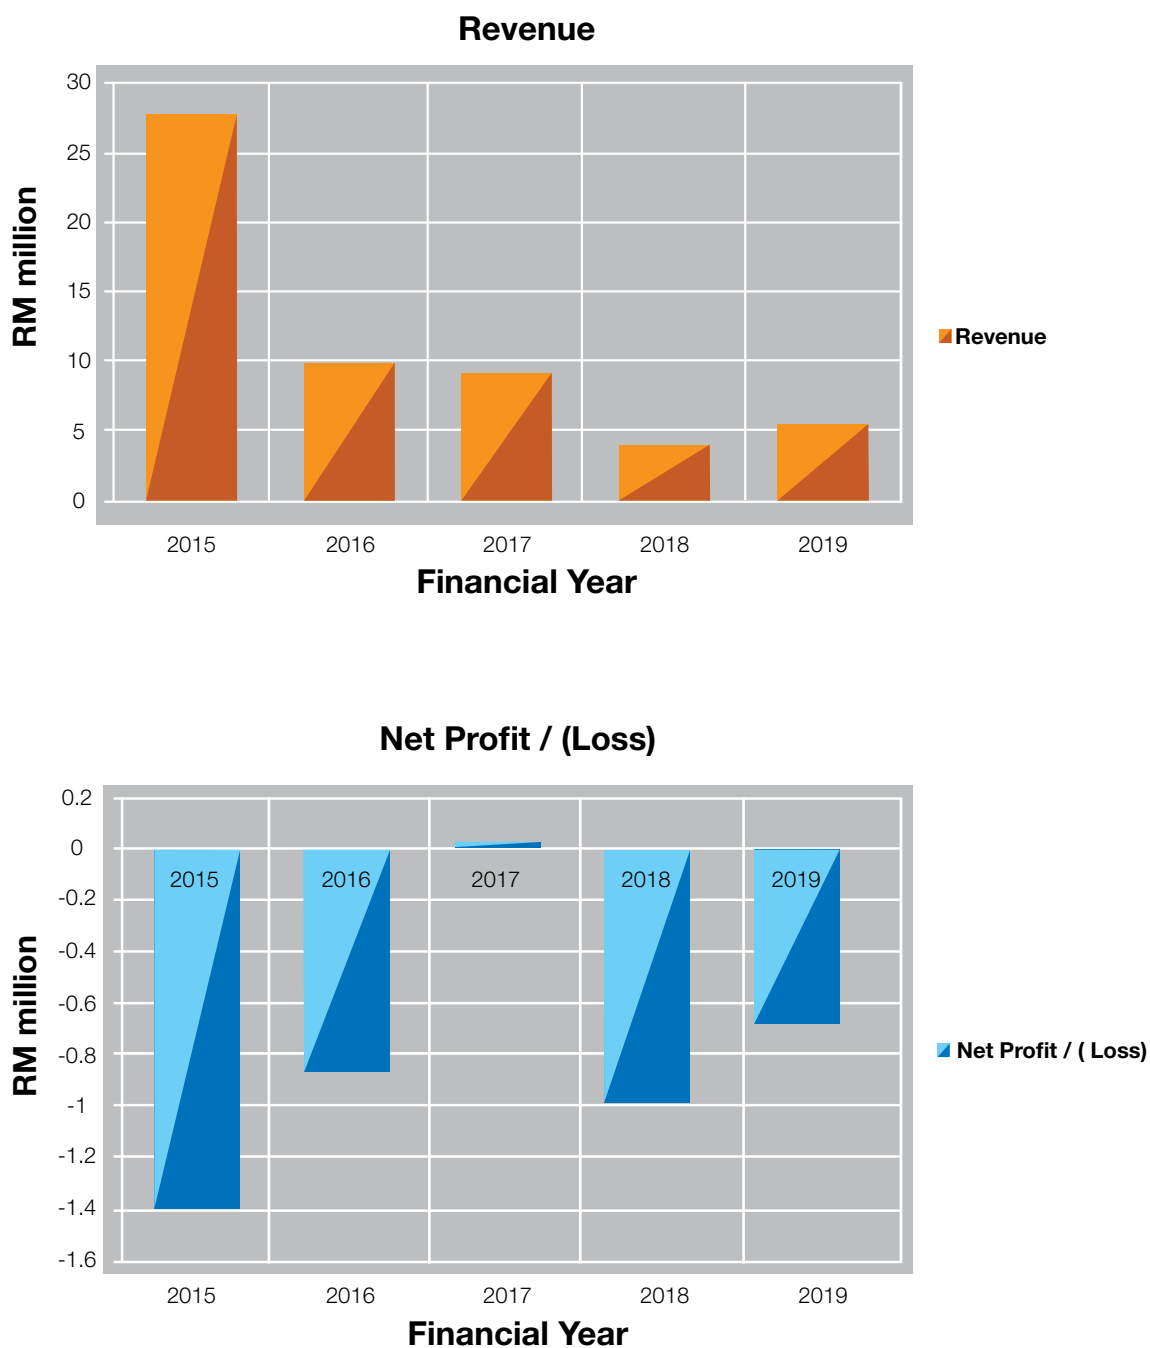 Revenue
30
25
20
15
10
5
0
RM million
2015 2016 2017 2018 2019
Financial Year
Revenue
Net Profit / (Loss)
0.2
0
-0.2
-0.4
-0.6
-0.8
-1
-1.2
-1.4
-1.6
RM million
2015 2016 2017 2018 2019
2015 2016 2017 2018 2019
Financial Year
Net Profit / ( Loss)